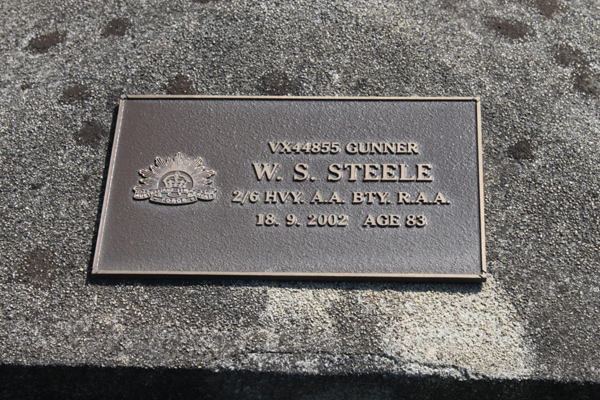 VX44855 GUNNER
W. S. STEELE
2/6 HVY. A.A. BTY. R.A.A.
18. 9. 2002 AGE 83